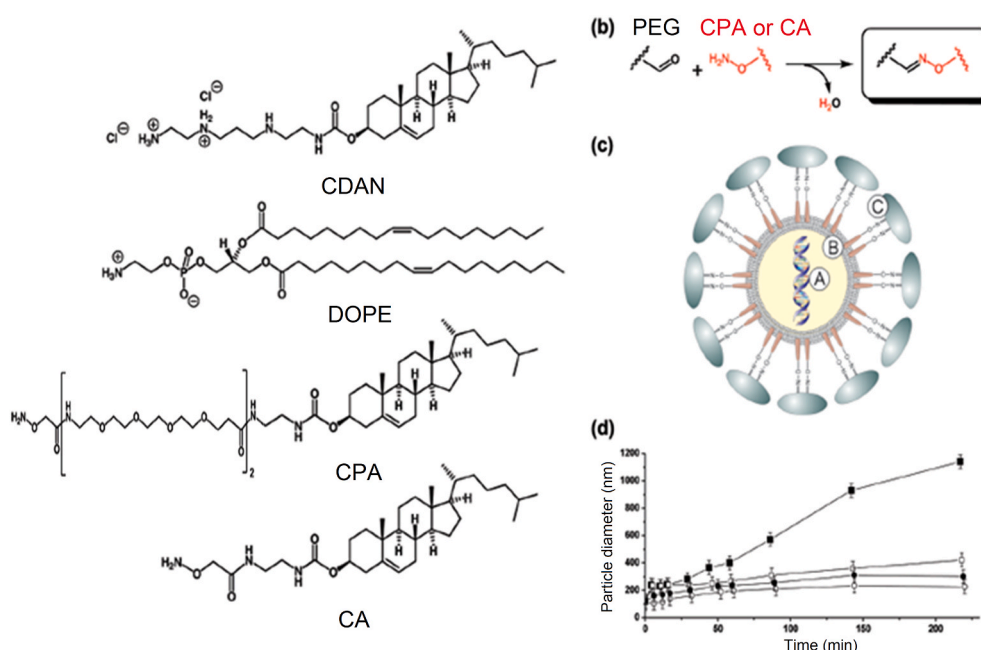 Cl⊖
Cl⊖
H₃N⊕
H₂
N⊕
H
N
N
H
O
O
H
H
H
CDAN
O
O
H
O
O
P
O
O⊖
O
O
H₃N⊕
DOPE
H₂N
O
O
H
N
O
O
O
O
O
2
H
N
N
H
O
O
H
H
H
CPA
H₂N
O
O
H
N
N
H
O
O
H
H
H
CA
(b)
PEG CPA or CA
O
+
H₂N
O
H₂O
N
O
(c)
A
B
C
(d)
Particle diameter (nm)
1200
1000
800
600
400
200
0
0 50 100 150 200
Time (min)